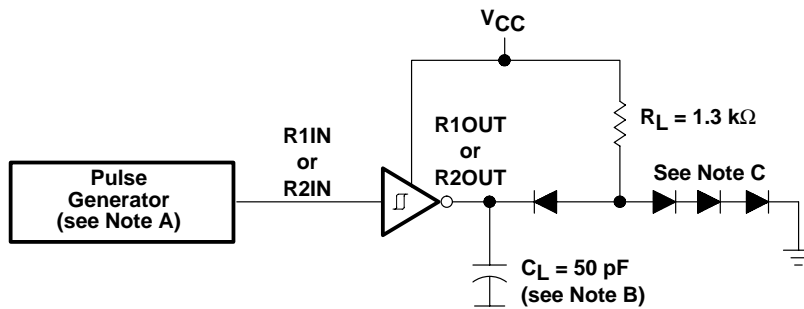 VCC
R1IN
or
R2IN
R1OUT
or
R2OUT
RL = 1.3 kΩ
See Note C
Pulse
Generator
(see Note A)
CL = 50 pF
(see Note B)